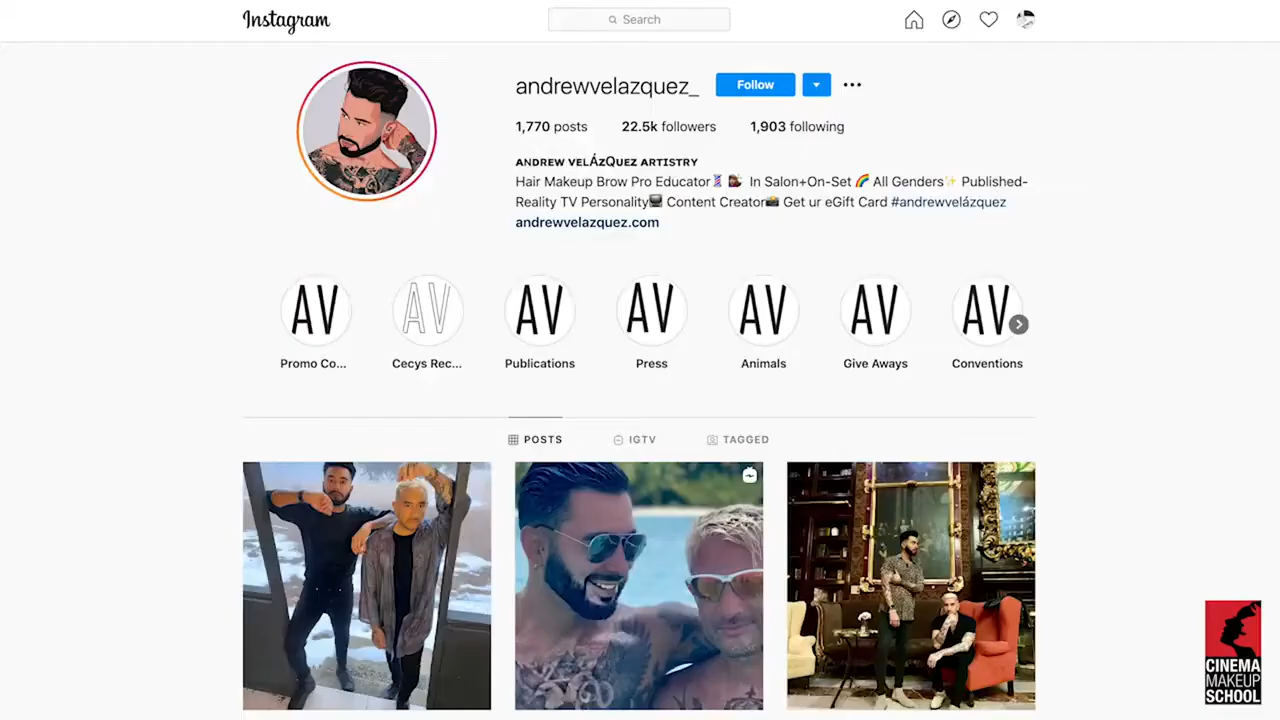 Instagram
Search
andrewvelazquez_ Follow
1,770 posts 22.5k followers 1,903 following
ᴀɴᴅʀᴇᴡ ᴠᴇʟÁᴢQᴜᴇᴢ ᴀʀᴛɪsᴛʀʏ
Hair Makeup Brow Pro Educator💈💇🏾‍♀️ In Salon+On-Set 🌈 All Genders✨ Published-
Reality TV Personality🖥 Content Creator📸 Get ur eGift Card #andrewvelázquez
andrewvelazquez.com
AV AV AV AV AV AV AV
Promo Co... Cecys Rec... Publications Press Animals Give Aways Conventions
POSTS IGTV TAGGED
CINEMA
MAKEUP
SCHOOL